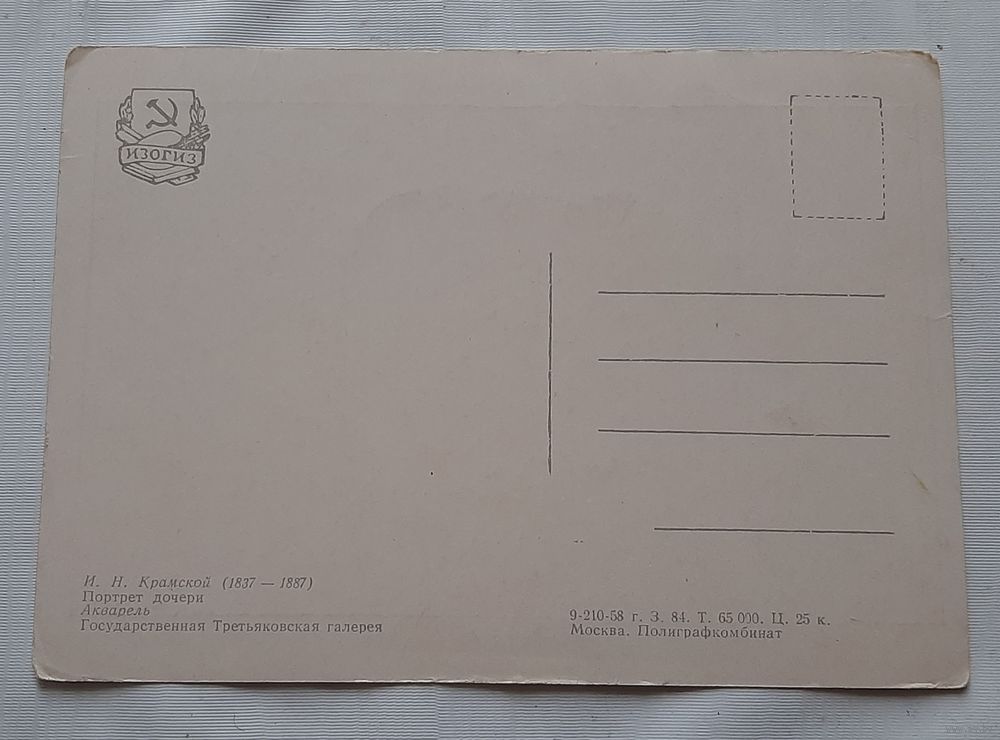 ИЗОГИЗ
И. Н. Крамской (1837 — 1887)
Портрет дочери
Акварель
Государственная Третьяковская галерея
9-210-58 г. З. 84. Т. 65 000. Ц. 25 к.
Москва. Полиграфкомбинат